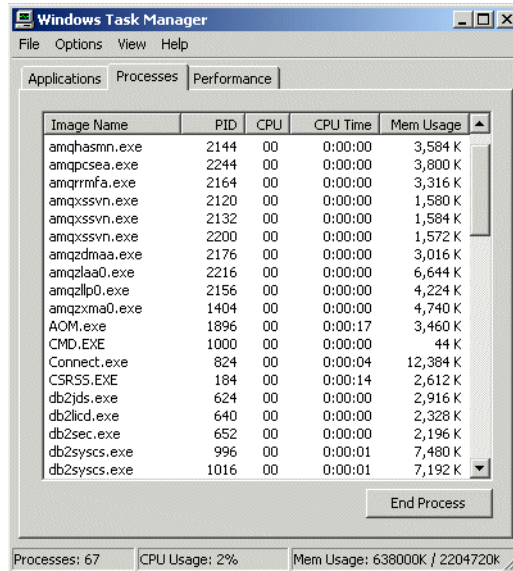 Windows Task Manager
File Options View Help
Applications Processes Performance
Image Name PID CPU CPU Time Mem Usage
amqhasmn.exe 2144 00 0:00:00 3,584 K
amqpcsea.exe 2244 00 0:00:00 3,800 K
amqrrmfa.exe 2164 00 0:00:00 3,316 K
amqxssvn.exe 2120 00 0:00:00 1,580 K
amqxssvn.exe 2132 00 0:00:00 1,584 K
amqxssvn.exe 2200 00 0:00:00 1,572 K
amqzdmaa.exe 2176 00 0:00:00 3,016 K
amqzlaa0.exe 2216 00 0:00:00 6,644 K
amqzllp0.exe 2156 00 0:00:00 4,224 K
amqzxma0.exe 1404 00 0:00:00 4,740 K
AOM.exe 1896 00 0:00:17 3,460 K
CMD.EXE 1000 00 0:00:00 44 K
Connect.exe 824 00 0:00:04 12,384 K
CSRSS.EXE 184 00 0:00:14 2,612 K
db2jds.exe 624 00 0:00:00 2,916 K
db2licd.exe 640 00 0:00:00 2,328 K
db2sec.exe 652 00 0:00:00 2,196 K
db2syscs.exe 996 00 0:00:01 7,480 K
db2syscs.exe 1016 00 0:00:01 7,192 K
End Process
Processes: 67 CPU Usage: 2% Mem Usage: 638000K / 2204720K